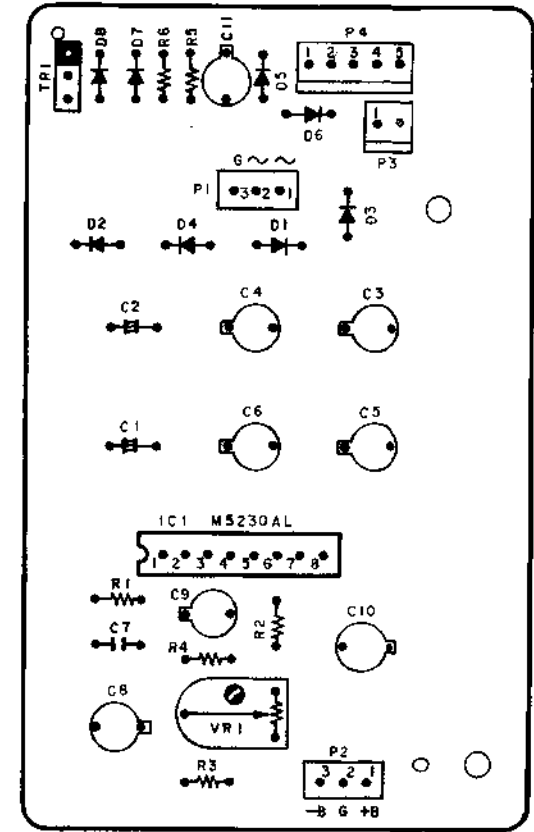 TR1 D8 D7 R6 R5 C11 D5 P4
1 2 3 4 5
D6
1
P3
G ~ ~
P1 3 2 1
D3
D2 D4 D1
C2 C4 C3
C1 C6 C5
IC1 M5230AL
1 2 3 4 5 6 7 8
R1 C9 R2 C10
C7 R4
C8
VR1
R3 P2
3 2 1
-B G +B